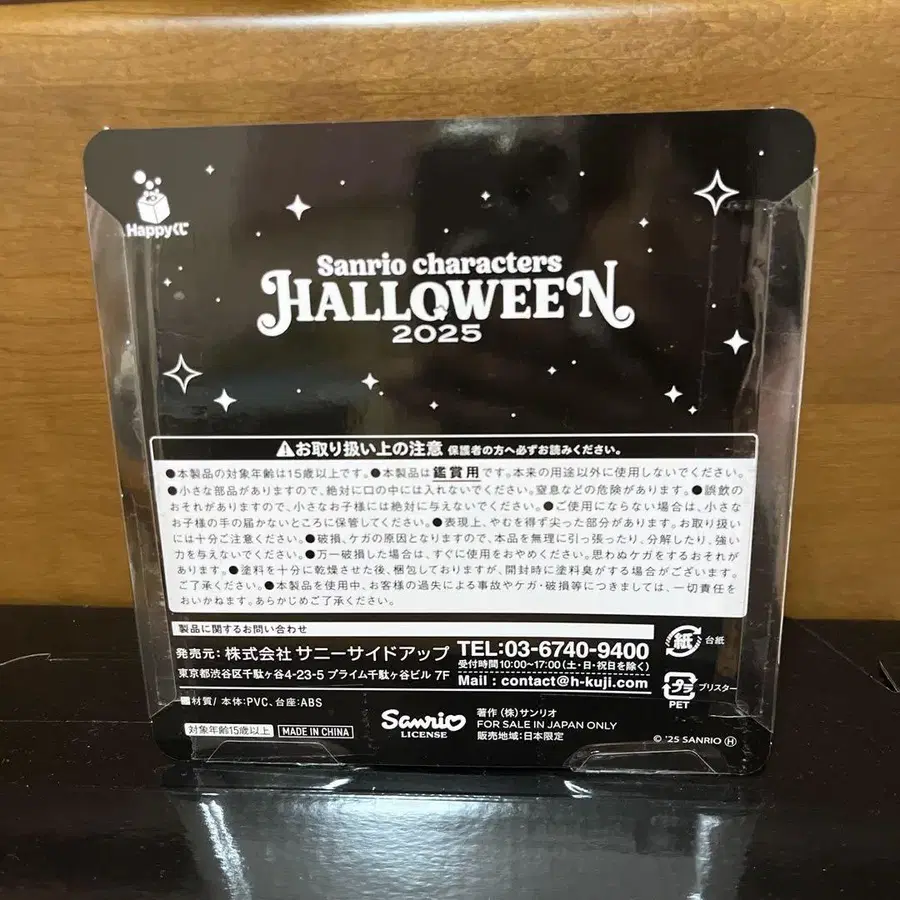 Happyくじ
Sanrio characters
HALLOWEEN
2025
⚠お取り扱い上の注意 保護者の方へ必ずお読みください。
●本製品の対象年齢は15歳以上です。●本製品は鑑賞用です。本来の用途以外に使用しないでください。
●小さな部品がありますので、絶対に口の中には入れないでください。窒息などの危険があります。●誤飲の
おそれがありますので、小さなお子様には絶対に与えないでください。●ご使用にならない場合は、小さな
お子様の手の届かないところに保管してください。●表現上、やむを得ず尖った部分があります。お取り扱い
には十分ご注意ください。●破損、ケガの原因となりますので、本品を無理に引っ張ったり、分解したり、強い
力を与えないでください。●万一破損した場合は、すぐに使用をおやめください。思わぬケガをするおそれが
あります。●塗料を十分に乾燥させた後、梱包しておりますが、開封時に塗料臭がする場合がございます。
ご了承ください。●本製品を使用中、お客様の過失による事故やケガ・破損等につきましては、一切責任を
おいかねます。あらかじめご了承ください。
製品に関するお問い合わせ
発売元: 株式会社 サニーサイドアップ
東京都渋谷区千駄ヶ谷4-23-5 プライム千駄ヶ谷ビル 7F
TEL:03-6740-9400
受付時間 10:00~17:00(土・日・祝日を除く)
Mail : contact@h-kuji.com
紙 台紙
プラ ブリスター
PET
■材質/ 本体:PVC、台座:ABS
対象年齢15歳以上
MADE IN CHINA
Sanrio
LICENSE
著作 (株)サンリオ
FOR SALE IN JAPAN ONLY
販売地域:日本限定
© '25 SANRIO Ⓗ